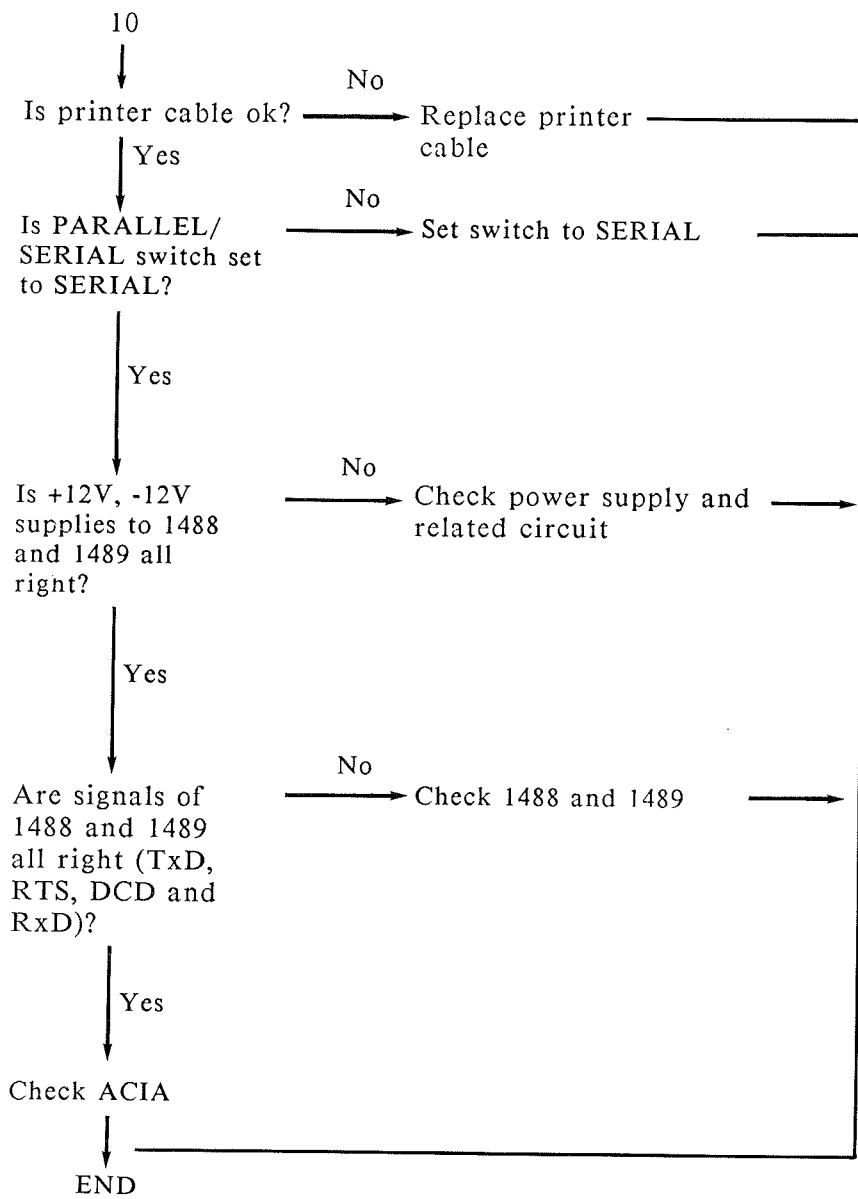 10
No
Is printer cable ok?
Replace printer
cable
Yes
No
Is PARALLEL/
SERIAL switch set
to SERIAL?
Set switch to SERIAL
Yes
No
Is +12V, -12V
supplies to 1488
and 1489 all
right?
Check power supply and
related circuit
Yes
No
Are signals of
1488 and 1489
all right (TxD,
RTS, DCD and
RxD)?
Check 1488 and 1489
Yes
Check ACIA
END